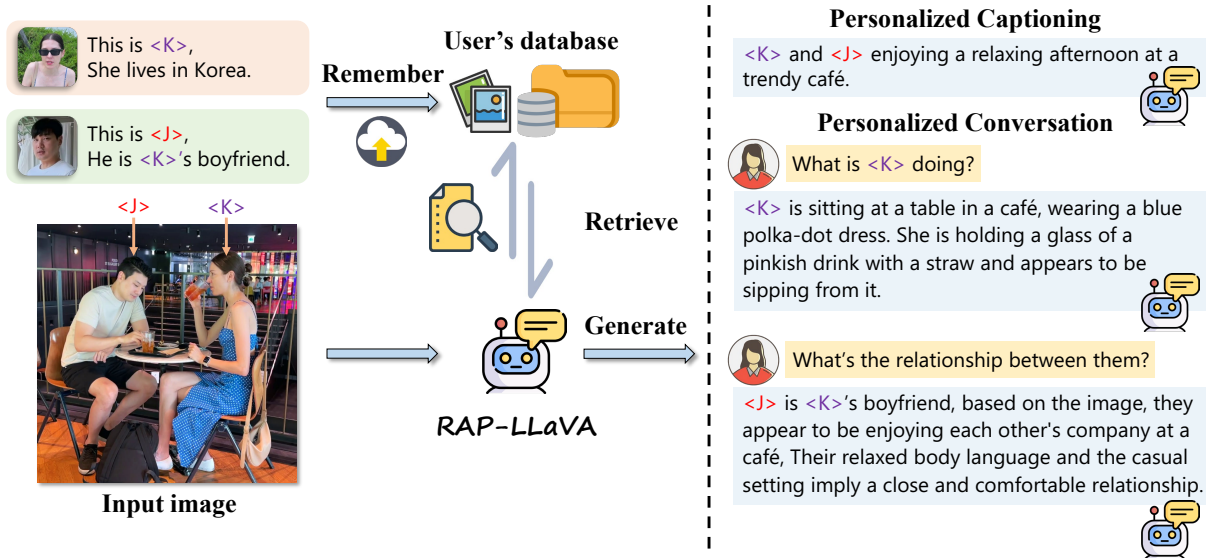 This is <K>,
She lives in Korea.
This is <J>,
He is <K>'s boyfriend.
<J>
<K>
Input image
Remember
User's database
Retrieve
Generate
RAP-LLaVA
Personalized Captioning
<K> and <J> enjoying a relaxing afternoon at a
trendy café.
Personalized Conversation
What is <K> doing?
<K> is sitting at a table in a café, wearing a blue
polka-dot dress. She is holding a glass of a
pinkish drink with a straw and appears to be
sipping from it.
What's the relationship between them?
<J> is <K>'s boyfriend, based on the image, they
appear to be enjoying each other's company at a
café, Their relaxed body language and the casual
setting imply a close and comfortable relationship.